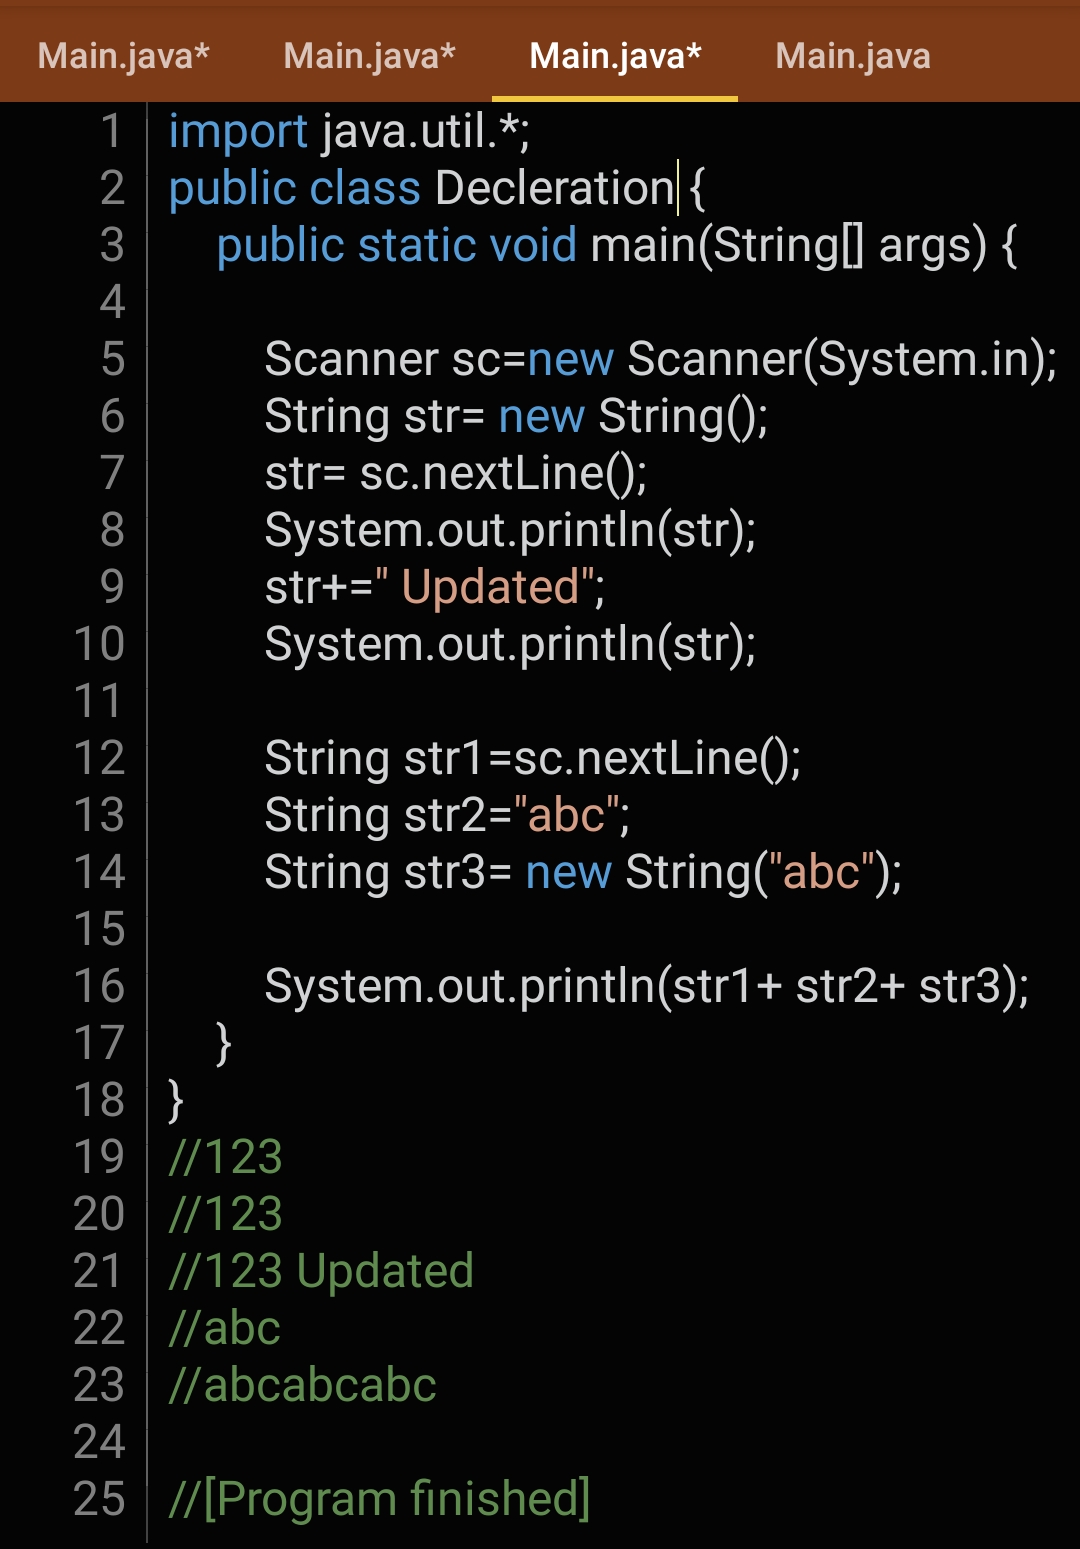 Main.java* Main.java* Main.java* Main.java
1 import java.util.*;
2 public class Decleration {
3 public static void main(String[] args) {
4
5 Scanner sc=new Scanner(System.in);
6 String str= new String();
7 str= sc.nextLine();
8 System.out.println(str);
9 str+=" Updated";
10 System.out.println(str);
11
12 String str1=sc.nextLine();
13 String str2="abc";
14 String str3= new String("abc");
15
16 System.out.println(str1+ str2+ str3);
17 }
18 }
19 //123
20 //123
21 //123 Updated
22 //abc
23 //abcabcabc
24
25 //[Program finished]